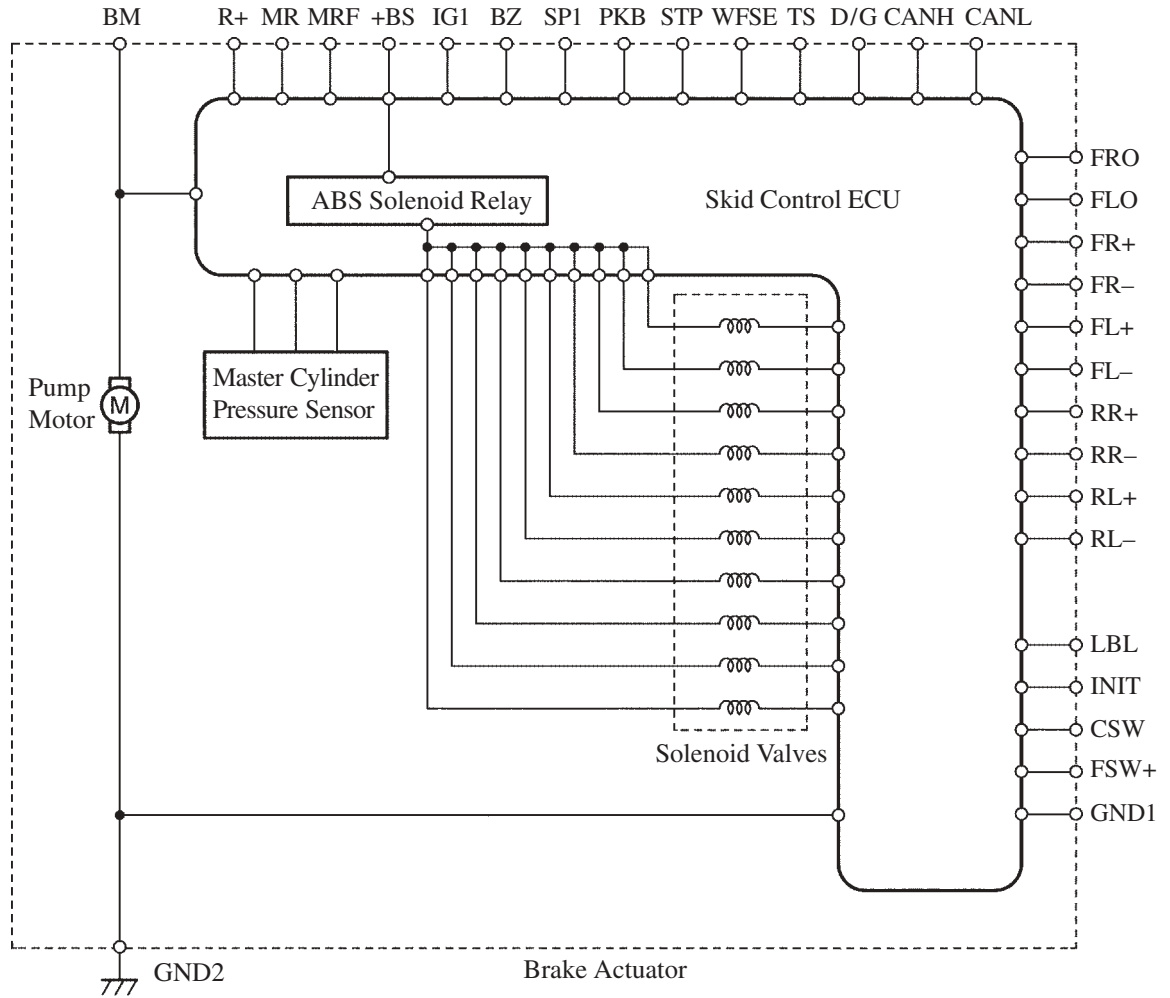 BM R+ MR MRF +BS IG1 BZ SP1 PKB STP WFSE TS D/G CANH CANL
FRO
ABS Solenoid Relay
Skid Control ECU
FLO
FR+
FR–
FL+
FL–
Master Cylinder
Pressure Sensor
Pump
Motor
M
RR+
RR–
RL+
RL–
LBL
INIT
CSW
Solenoid Valves
FSW+
GND1
GND2
Brake Actuator